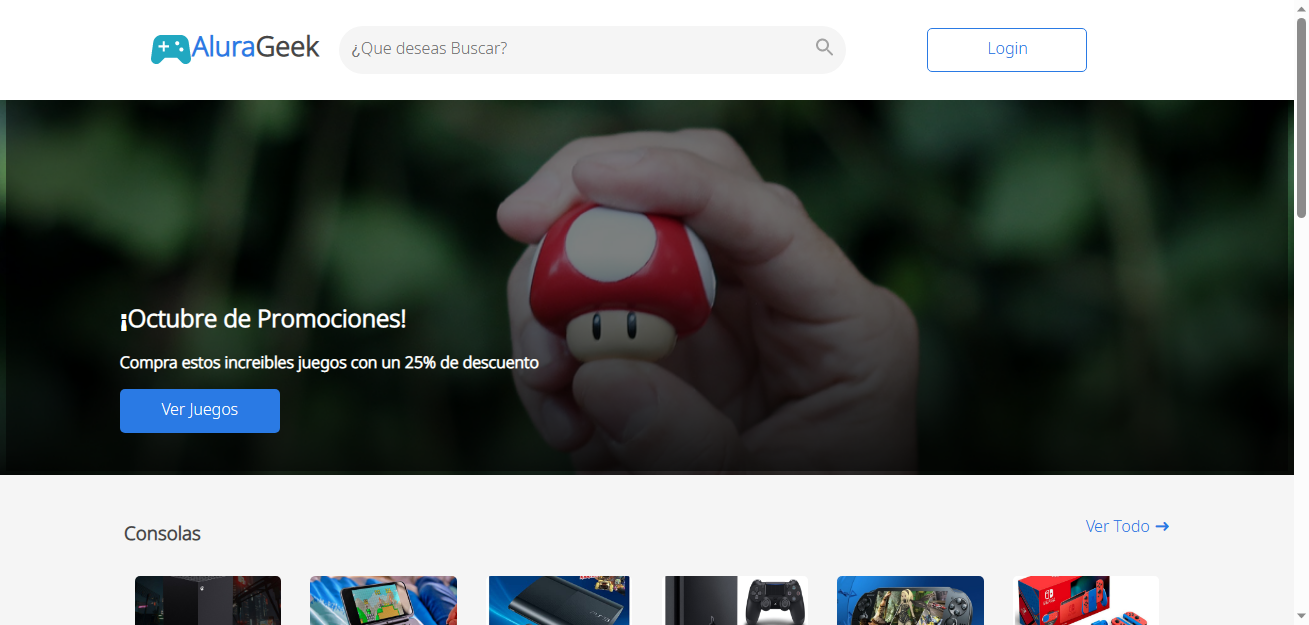 AluraGeek
¿Que deseas Buscar?
Login
¡Octubre de Promociones!
Compra estos increibles juegos con un 25% de descuento
Ver Juegos
Consolas
Ver Todo →